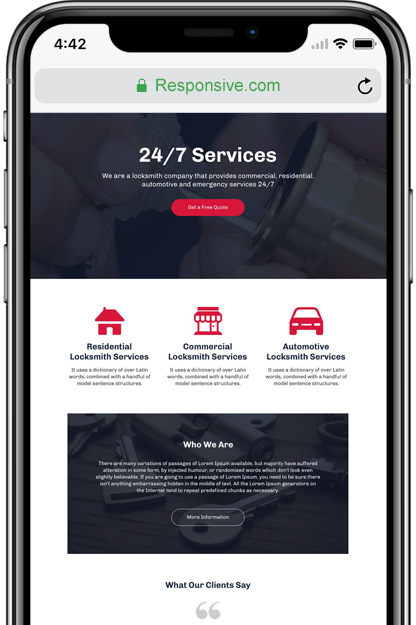 4:42
Responsive.com
24/7 Services
We are a locksmith company that provides commercial, residential,
automotive and emergency services 24/7
Get a Free Quote
Residential
Locksmith Services
It uses a dictionary of over Latin
words, combined with a handful of
model sentence structures.
Commercial
Locksmith Services
It uses a dictionary of over Latin
words, combined with a handful of
model sentence structures.
Automotive
Locksmith Services
It uses a dictionary of over Latin
words, combined with a handful of
model sentence structures.
Who We Are
There are many variations of passages of Lorem Ipsum available, but majority have suffered
alteration in some form, by injected humour, or randomised words which don't look even
slightly believable. If you are going to use a passage of Lorem Ipsum, you need to be sure there
isn't anything embarrassing hidden in the middle of text. All the Lorem Ipsum generators on
the Internet tend to repeat predefined chunks as necessary.
More Information
What Our Clients Say
“